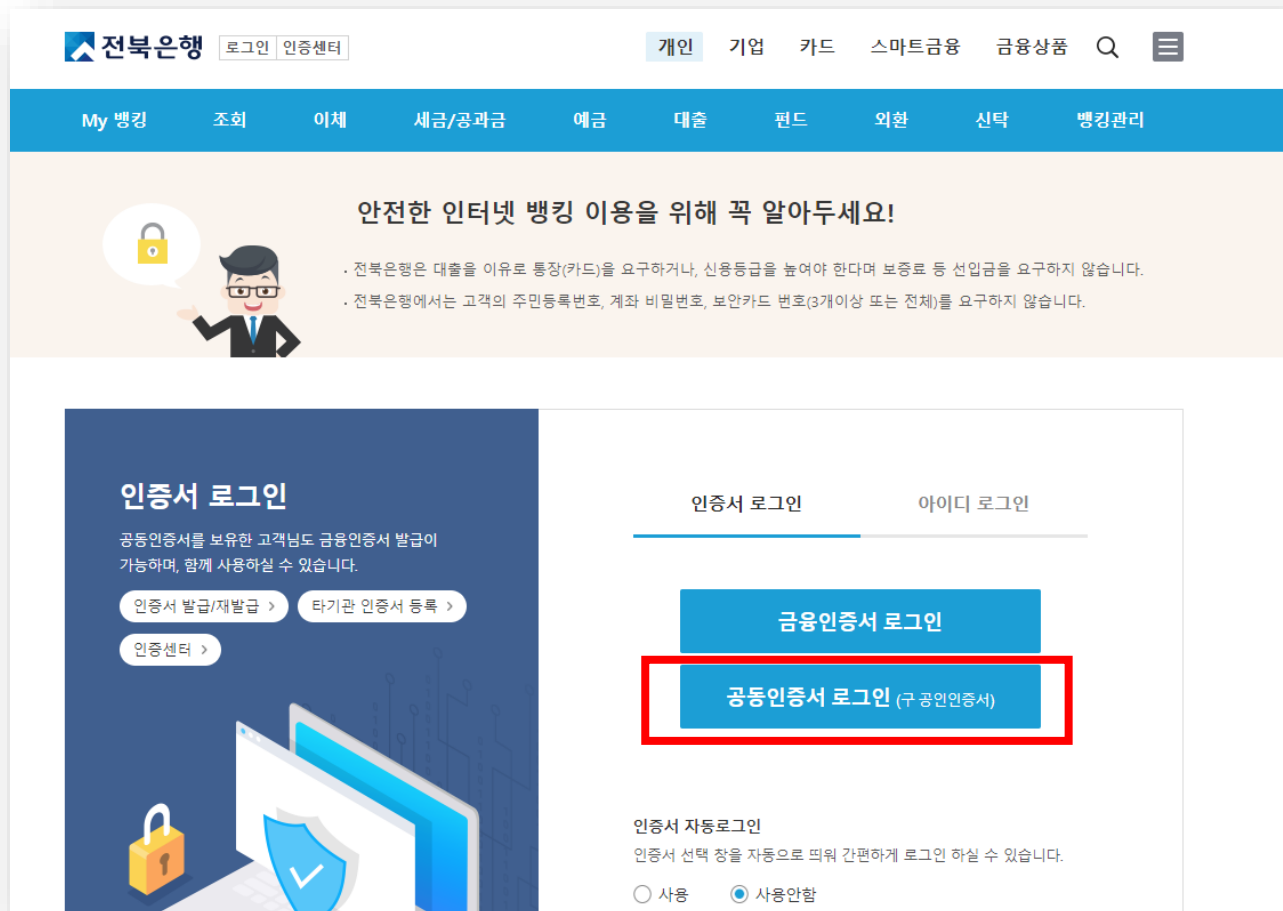 전북은행 로그인 인증센터 개인 기업 카드 스마트금융 금융상품
My 뱅킹 조회 이체 세금/공과금 예금 대출 펀드 외환 신탁 뱅킹관리
안전한 인터넷 뱅킹 이용을 위해 꼭 알아두세요!
· 전북은행은 대출을 이유로 통장(카드)을 요구하거나, 신용등급을 높여야 한다며 보증료 등 선입금을 요구하지 않습니다.
· 전북은행에서는 고객의 주민등록번호, 계좌 비밀번호, 보안카드 번호(3개이상 또는 전체)를 요구하지 않습니다.
인증서 로그인
공동인증서를 보유한 고객님도 금융인증서 발급이
가능하며, 함께 사용하실 수 있습니다.
인증서 발급/재발급 > 타기관 인증서 등록 >
인증센터 >
인증서 로그인 아이디 로그인
금융인증서 로그인
공동인증서 로그인 (구 공인인증서)
인증서 자동로그인
인증서 선택 창을 자동으로 띄워 간편하게 로그인 하실 수 있습니다.
사용 사용안함